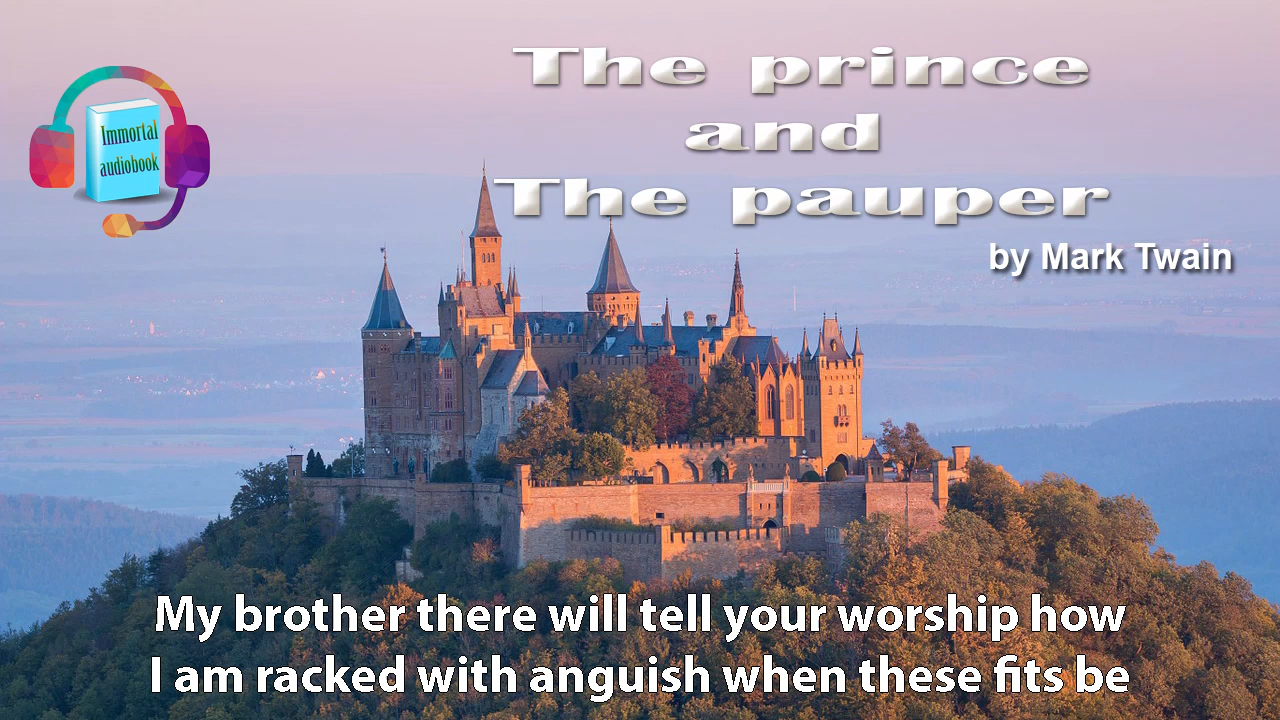 Immortal
audiobook
The prince
and
The pauper
by Mark Twain
My brother there will tell your worship how
I am racked with anguish when these fits be